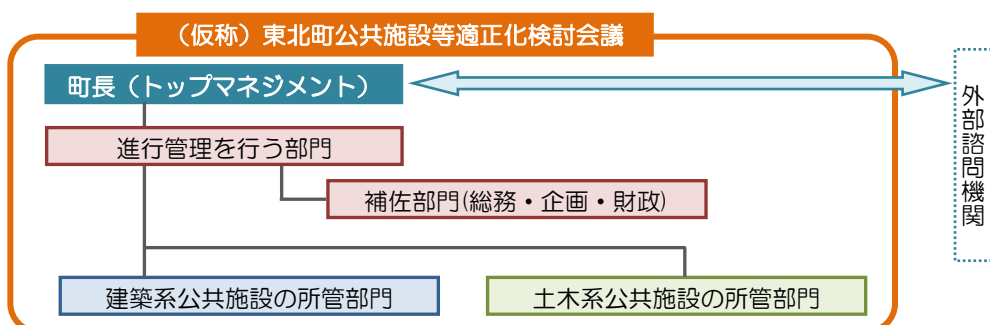 （仮称）東北町公共施設等適正化検討会議
町長（トップマネジメント）
進行管理を行う部門
補佐部門(総務・企画・財政)
建築系公共施設の所管部門
土木系公共施設の所管部門
外部諮問機関